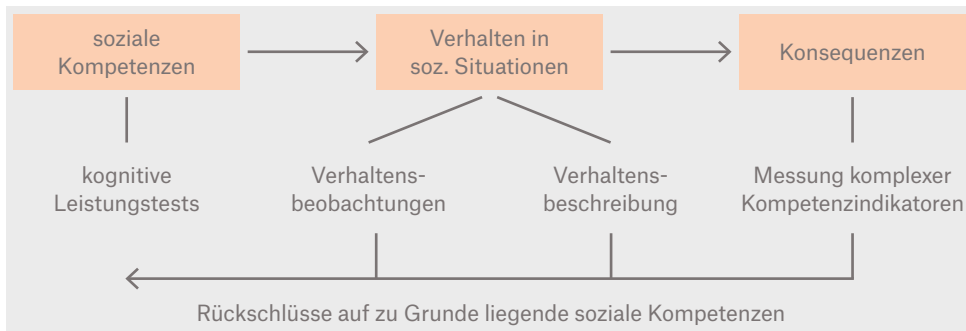 soziale
Kompetenzen
Verhalten in
soz. Situationen
Konsequenzen
kognitive
Leistungstests
Verhaltens-
beobachtungen
Verhaltens-
beschreibung
Messung komplexer
Kompetenzindikatoren
Rückschlüsse auf zu Grunde liegende soziale Kompetenzen